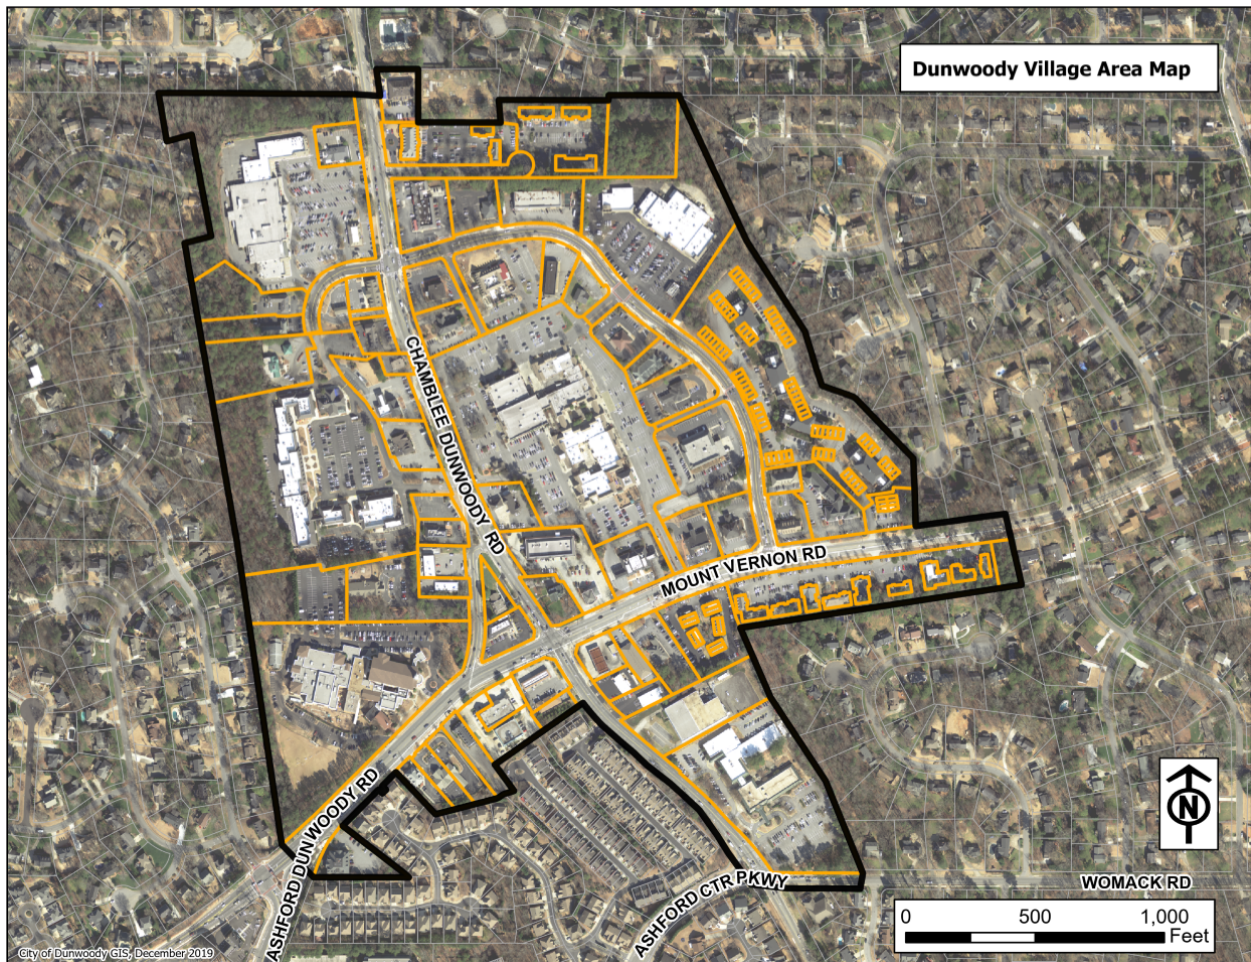 Dunwoody Village Area Map
CHAMBLEE DUNWOODY RD
MOUNT VERNON RD
ASHFORD DUNWOODY RD
ASHFORD CTR PKWY
WOMACK RD
N
0 500 1,000
Feet
City of Dunwoody GIS, December 2019